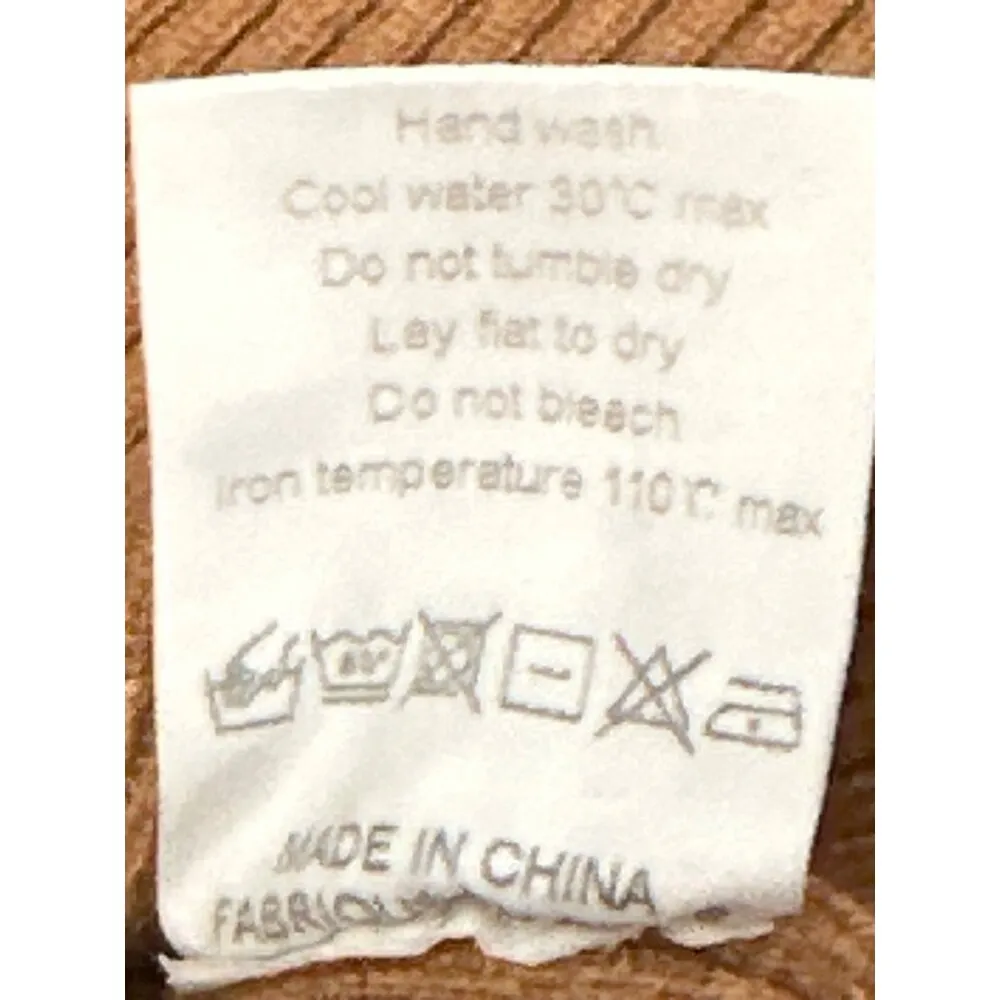 Hand wash
Cool water 30°C max
Do not tumble dry
Lay flat to dry
Do not bleach
Iron temperature 110°C max
MADE IN CHINA